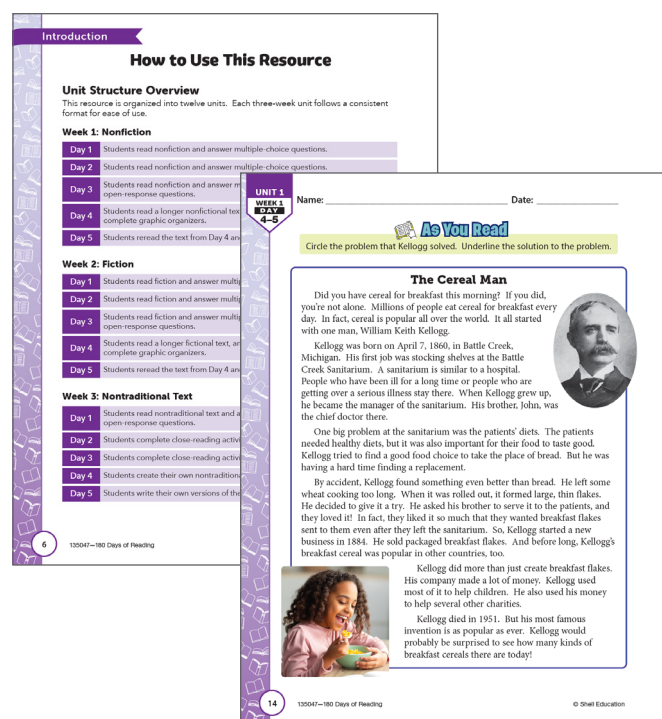 Introduction
How to Use This Resource
Unit Structure Overview
This resource is organized into twelve units. Each three-week unit follows a consistent
format for ease of use.
Week 1: Nonfiction
Day 1 Students read nonfiction and answer multiple-choice questions.
Day 2 Students read nonfiction and answer multiple-choice questions.
Day 3 Students read nonfiction and answer m
open-response questions.
Day 4 Students read a longer nonfictional tex
complete graphic organizers.
Day 5 Students reread the text from Day 4 an
Week 2: Fiction
Day 1 Students read fiction and answer multip
Day 2 Students read fiction and answer multip
Day 3 Students read fiction and answer multip
open-response questions.
Day 4 Students read a longer fictional text, an
complete graphic organizers.
Day 5 Students reread the text from Day 4 an
Week 3: Nontraditional Text
Day 1 Students read nontraditional text and a
open-response questions.
Day 2 Students complete close-reading activi
Day 3 Students complete close-reading activi
Day 4 Students create their own nontradition
Day 5 Students write their own versions of the
6 135047—180 Days of Reading
UNIT 1
WEEK 1
DAY
4–5
Name: Date:
As You Read
Circle the problem that Kellogg solved. Underline the solution to the problem.
The Cereal Man
Did you have cereal for breakfast this morning? If you did,
you're not alone. Millions of people eat cereal for breakfast every
day. In fact, cereal is popular all over the world. It all started
with one man, William Keith Kellogg.
Kellogg was born on April 7, 1860, in Battle Creek,
Michigan. His first job was stocking shelves at the Battle
Creek Sanitarium. A sanitarium is similar to a hospital.
People who have been ill for a long time or people who are
getting over a serious illness stay there. When Kellogg grew up,
he became the manager of the sanitarium. His brother, John, was
the chief doctor there.
One big problem at the sanitarium was the patients' diets. The patients
needed healthy diets, but it was also important for their food to taste good.
Kellogg tried to find a good food choice to take the place of bread. But he was
having a hard time finding a replacement.
By accident, Kellogg found something even better than bread. He left some
wheat cooking too long. When it was rolled out, it formed large, thin flakes.
He decided to give it a try. He asked his brother to serve it to the patients, and
they loved it! In fact, they liked it so much that they wanted breakfast flakes
sent to them even after they left the sanitarium. So, Kellogg started a new
business in 1884. He sold packaged breakfast flakes. And before long, Kellogg's
breakfast cereal was popular in other countries, too.
Kellogg did more than just create breakfast flakes.
His company made a lot of money. Kellogg used
most of it to help children. He also used his money
to help several other charities.
Kellogg died in 1951. But his most famous
invention is as popular as ever. Kellogg would
probably be surprised to see how many kinds of
breakfast cereals there are today!
14 135047—180 Days of Reading © Shell Education